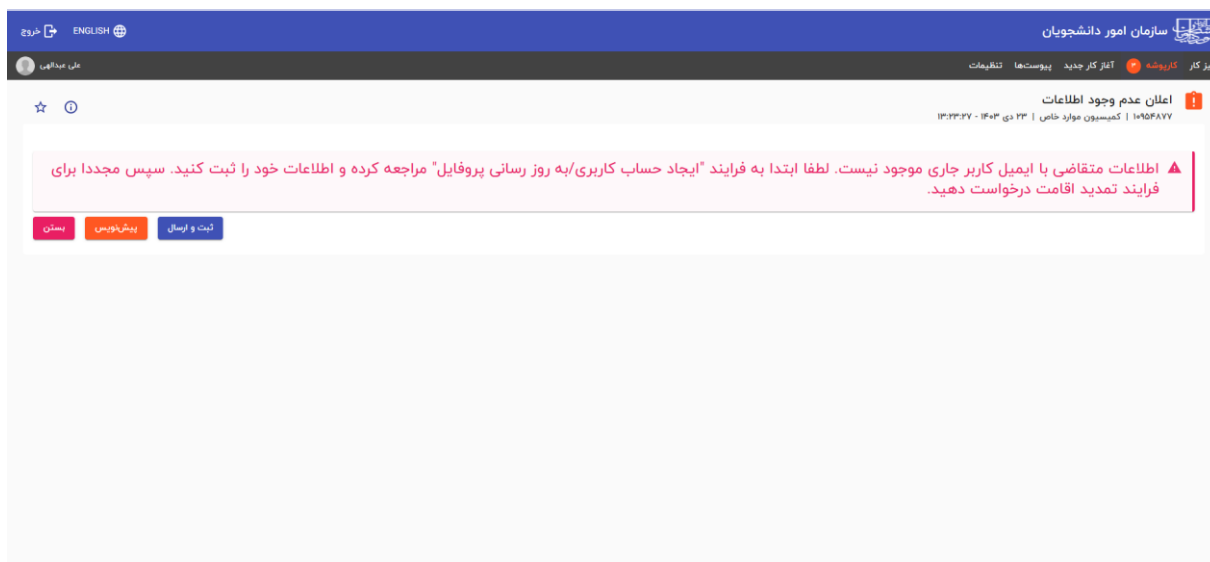 سازمان امور دانشجویان
ENGLISH خروج
یز کار کارپوشه ۳ آغاز کار جدید پیوست‌ها تنظیمات
علی عبدالهی
اعلان عدم وجود اطلاعات
۱۰۹۵۴۸۷۷ | کمیسیون موارد خاص | ۲۳ دی ۱۴۰۳ - ۱۳:۲۳:۲۷
اطلاعات متقاضی با ایمیل کاربر جاری موجود نیست. لطفا ابتدا به فرایند "ایجاد حساب کاربری/به روز رسانی پروفایل" مراجعه کرده و اطلاعات خود را ثبت کنید. سپس مجددا برای
فرایند تمدید اقامت درخواست دهید.
ثبت و ارسال پیش‌نویس بستن